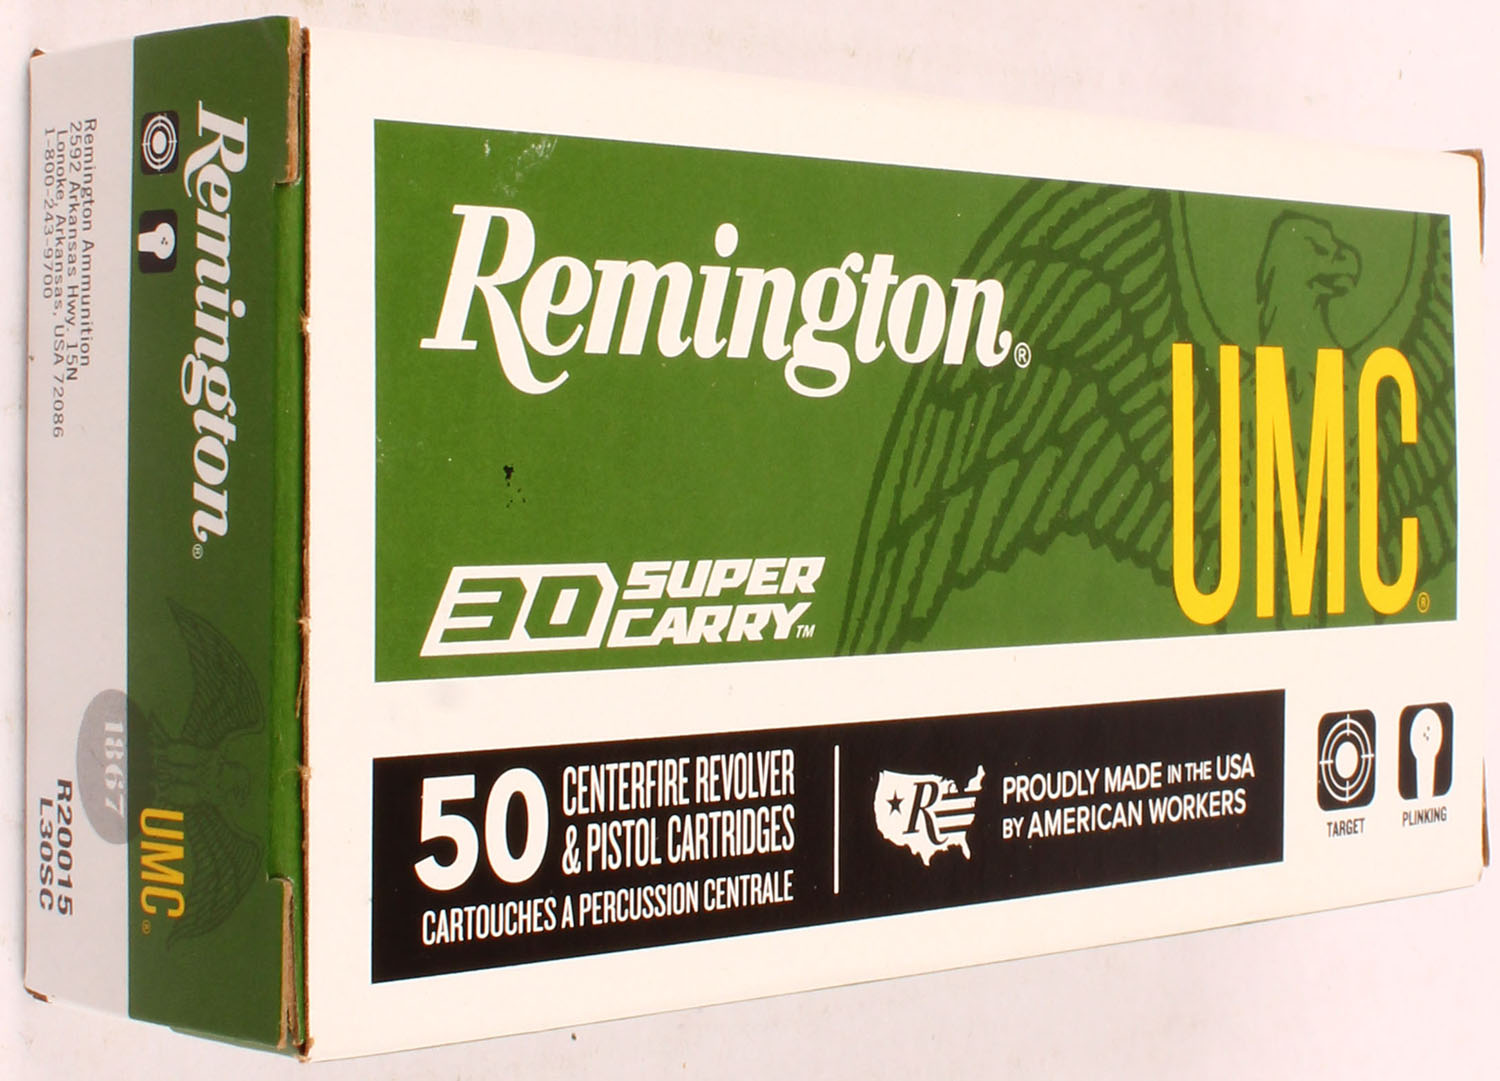 Remington®
UMC®
30 SUPER
CARRY™
50 CENTERFIRE REVOLVER
& PISTOL CARTRIDGES
CARTOUCHES A PERCUSSION CENTRALE
R
PROUDLY MADE IN THE USA
BY AMERICAN WORKERS
TARGET
PLINKING
Remington®
UMC®
1867
Remington Ammunition
2592 Arkansas Hwy. 15N
Lonoke, Arkansas, USA 72086
1-800-243-9700
R20015
L30SC